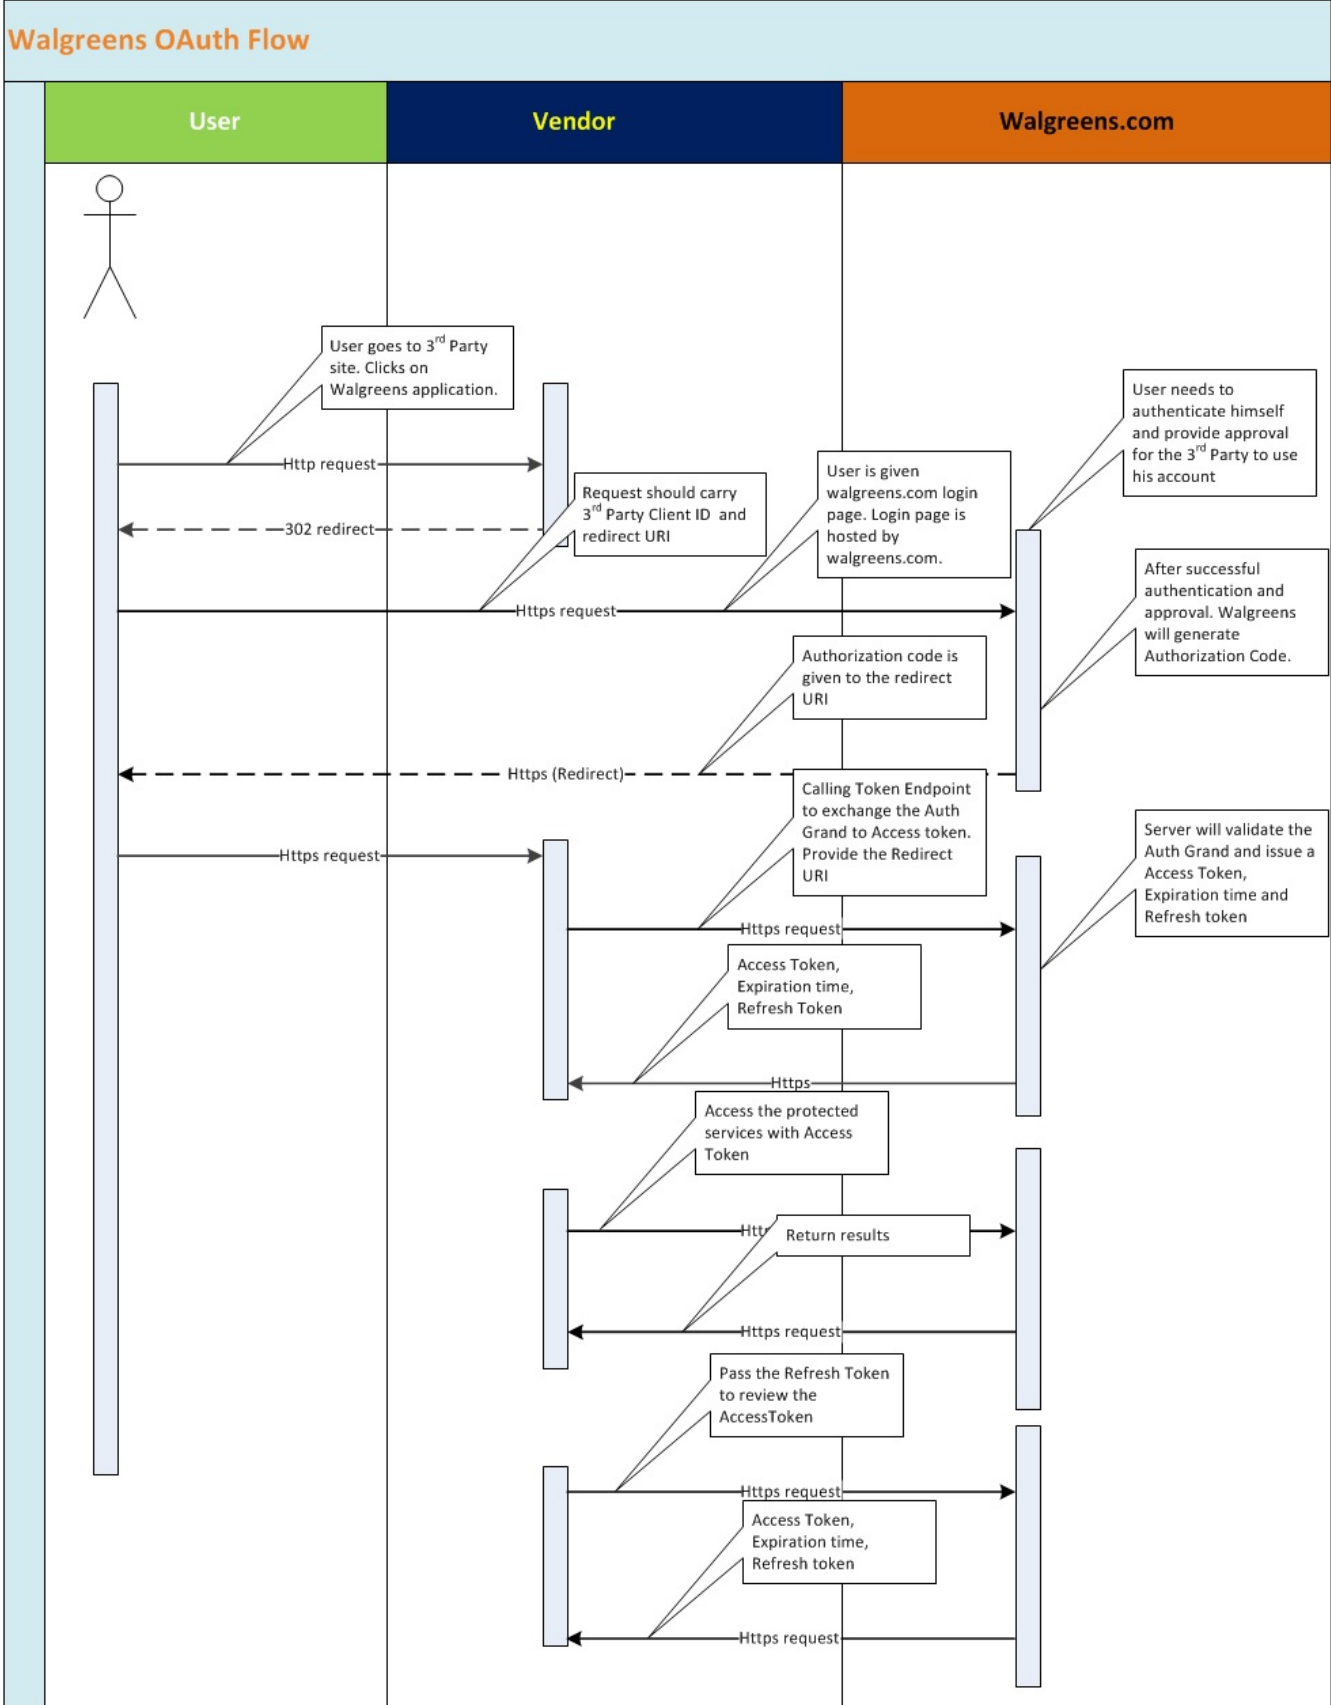 Walgreens OAuth Flow
User
Vendor
Walgreens.com
User goes to 3rd Party
site. Clicks on
Walgreens application.
User needs to
authenticate himself
and provide approval
for the 3rd Party to use
his account
Http request
User is given
walgreens.com login
page. Login page is
hosted by
walgreens.com.
Request should carry
3rd Party Client ID and
redirect URI
302 redirect
After successful
authentication and
approval. Walgreens
will generate
Authorization Code.
Https request
Authorization code is
given to the redirect
URI
Https (Redirect)
Calling Token Endpoint
to exchange the Auth
Grand to Access token.
Provide the Redirect
URI
Server will validate the
Auth Grand and issue a
Access Token,
Expiration time and
Refresh token
Https request
Https request
Access Token,
Expiration time,
Refresh Token
Https
Access the protected
services with Access
Token
Return results
Https request
Pass the Refresh Token
to review the
AccessToken
Https request
Access Token,
Expiration time,
Refresh token
Https request